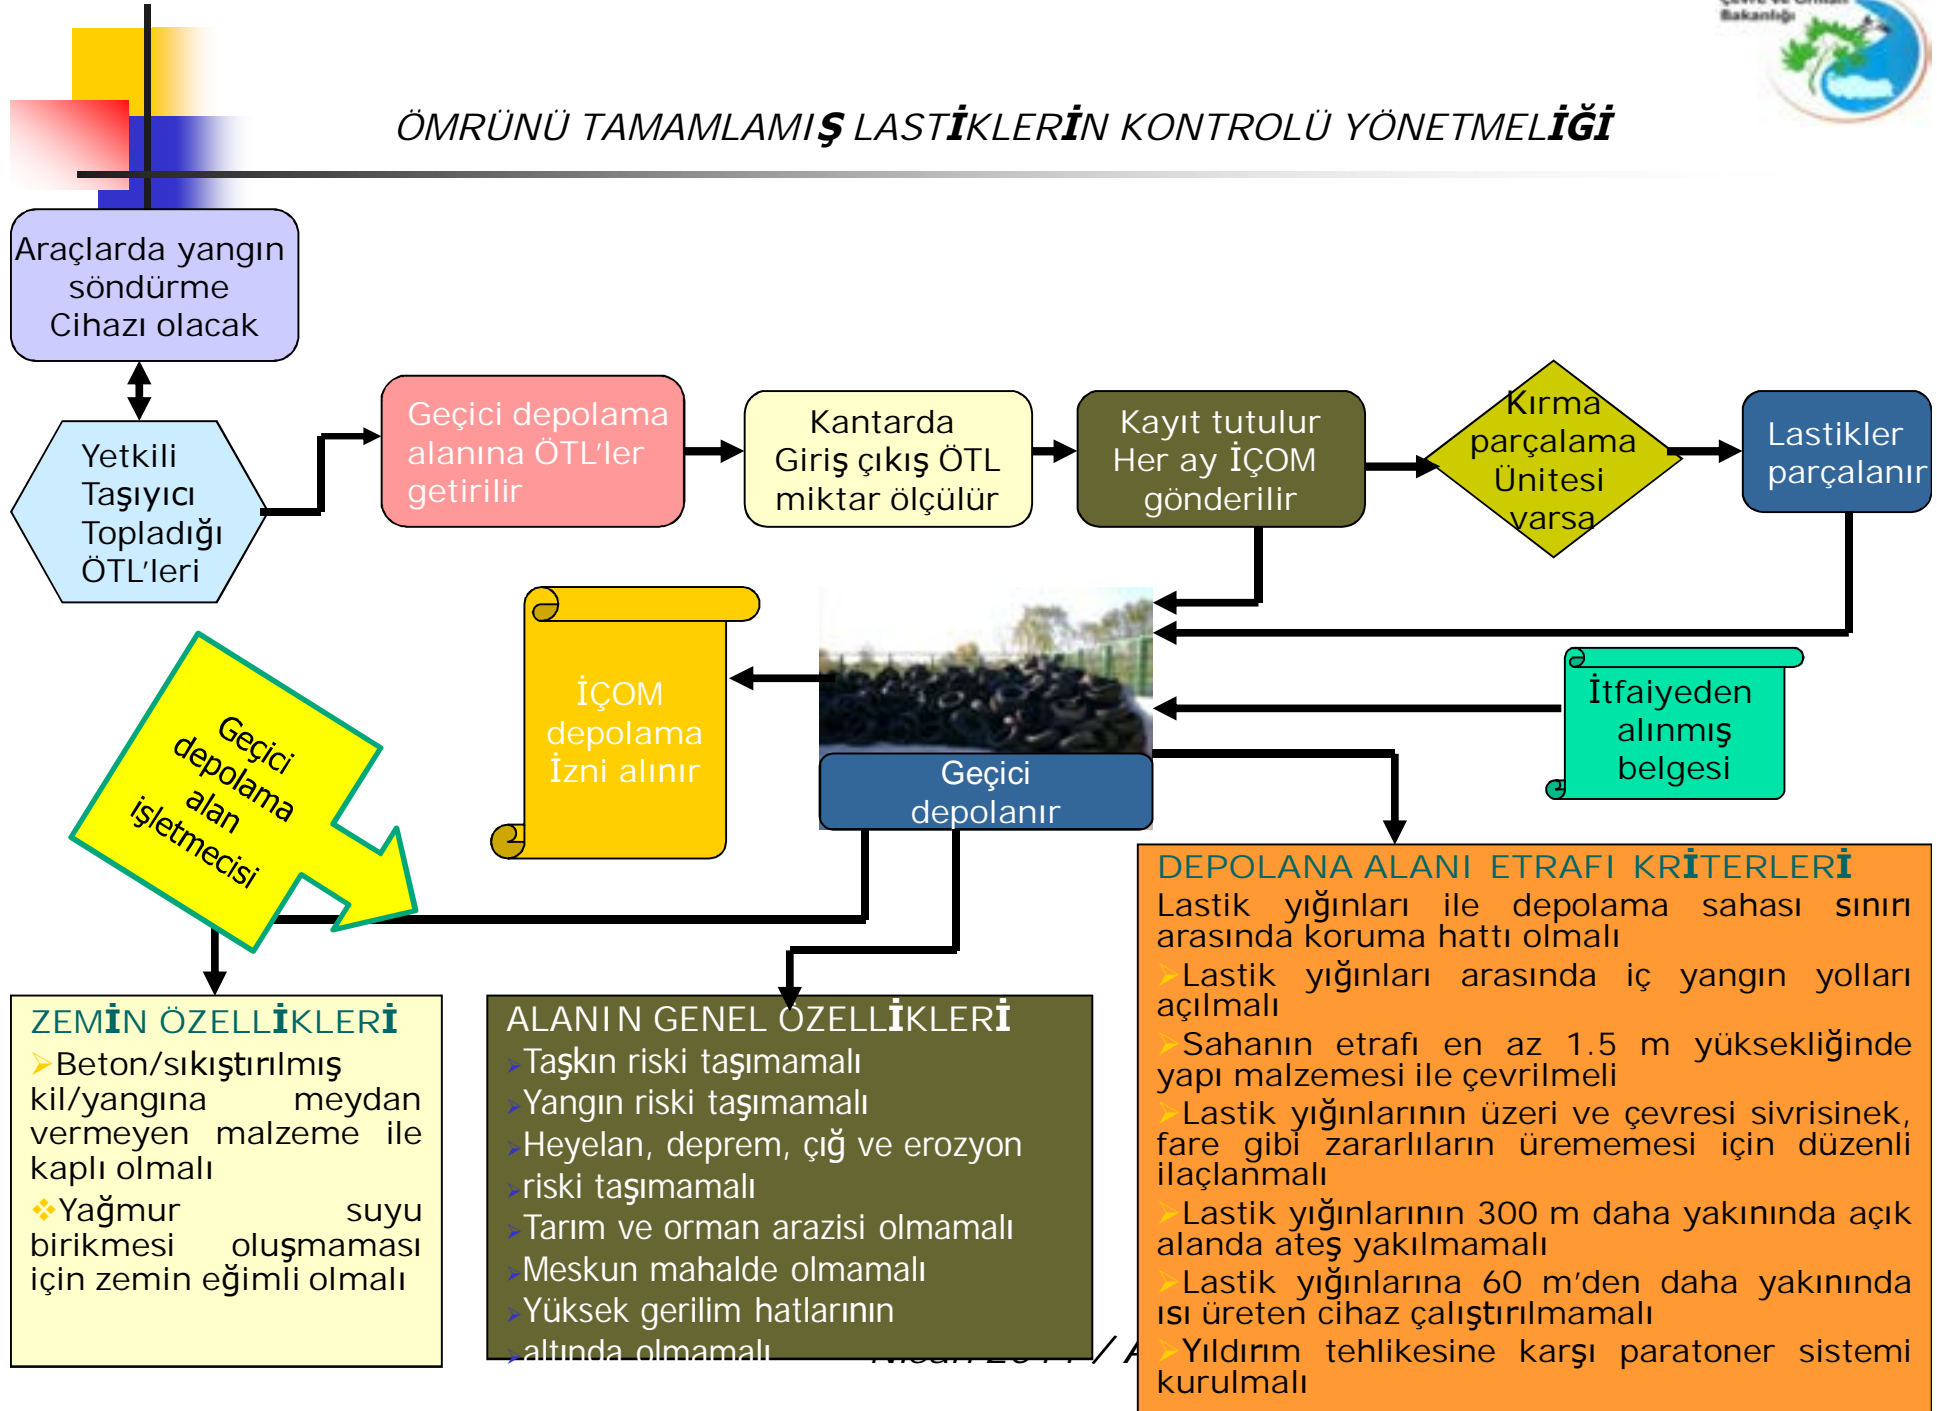 Çevre ve Orman
Bakanlığı
ÖMRÜNÜ TAMAMLAMIŞ LASTİKLERİN KONTROLÜ YÖNETMELİĞİ
Araçlarda yangın
söndürme
Cihazı olacak
Yetkili
Taşıyıcı
Topladığı
ÖTL'leri
Geçici depolama
alanına ÖTL'ler
getirilir
Kantarda
Giriş çıkış ÖTL
miktar ölçülür
Kayıt tutulur
Her ay İÇOM
gönderilir
Kırma
parçalama
Ünitesi
varsa
Lastikler
parçalanır
İÇOM
depolama
İzni alınır
Geçici
depolanır
İtfaiyeden
alınmış
belgesi
Geçici
depolama
alan
işletmecisi
ZEMİN ÖZELLİKLERİ
Beton/sıkıştırılmış
kil/yangına meydan
vermeyen malzeme ile
kaplı olmalı
Yağmur suyu
birikmesi oluşmaması
için zemin eğimli olmalı
ALANIN GENEL ÖZELLİKLERİ
Taşkın riski taşımamalı
Yangın riski taşımamalı
Heyelan, deprem, çığ ve erozyon
riski taşımamalı
Tarım ve orman arazisi olmamalı
Meskun mahalde olmamalı
Yüksek gerilim hatlarının
altında olmamalı
DEPOLANA ALANI ETRAFI KRİTERLERİ
Lastik yığınları ile depolama sahası sınırı
arasında koruma hattı olmalı
Lastik yığınları arasında iç yangın yolları
açılmalı
Sahanın etrafı en az 1.5 m yüksekliğinde
yapı malzemesi ile çevrilmeli
Lastik yığınlarının üzeri ve çevresi sivrisinek,
fare gibi zararlıların ürememesi için düzenli
ilaçlanmalı
Lastik yığınlarının 300 m daha yakınında açık
alanda ateş yakılmamalı
Lastik yığınlarına 60 m'den daha yakınında
ısı üreten cihaz çalıştırılmamalı
Yıldırım tehlikesine karşı paratoner sistemi
kurulmalı